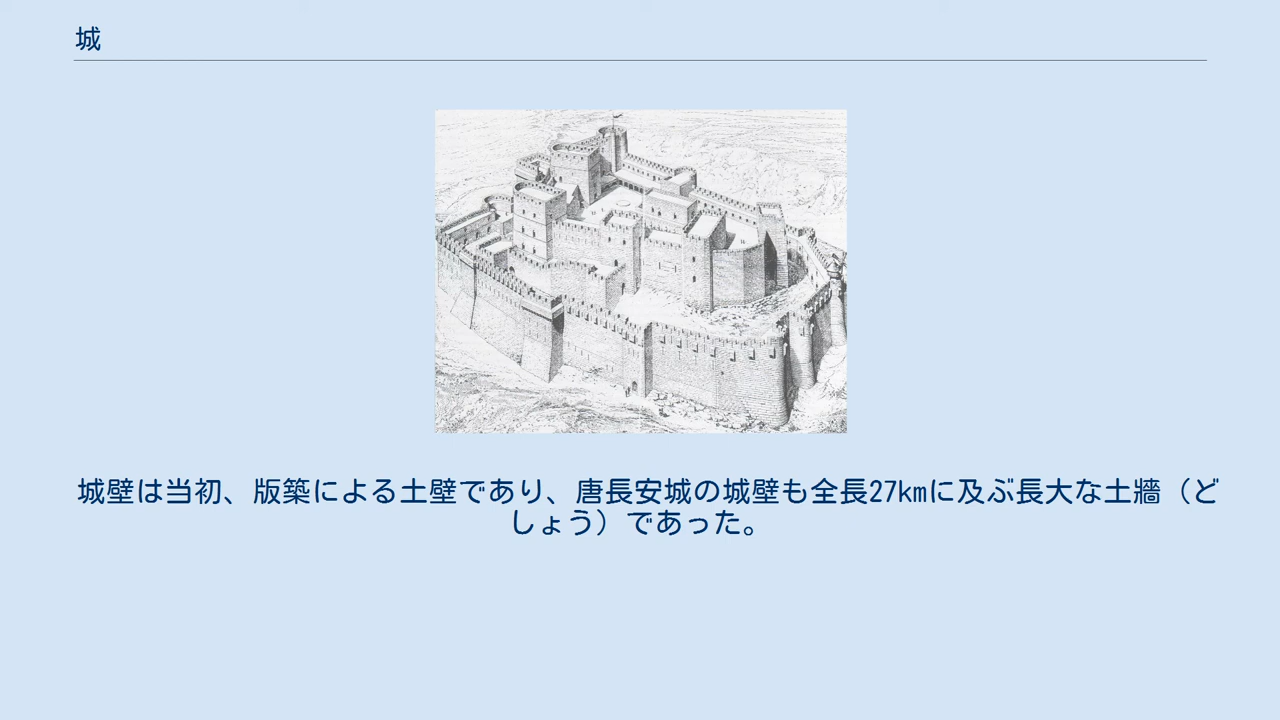 城
城壁は当初、版築による土壁であり、唐長安城の城壁も全長27kmに及ぶ長大な土牆（ど
しょう）であった。